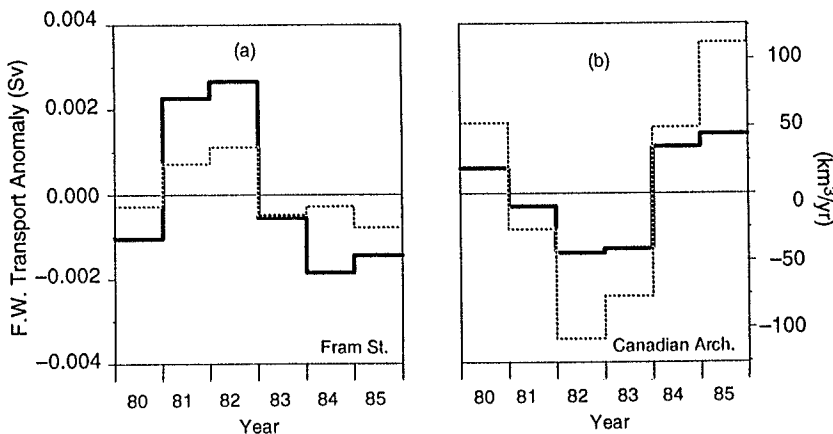 F.W. Transport Anomaly (Sv)
0.004
0.002
0.000
−0.002
−0.004
(a)
Fram St.
80 81 82 83 84 85
Year
(b)
Canadian Arch.
80 81 82 83 84 85
Year
100
50
0
−50
−100
(km³/yr)